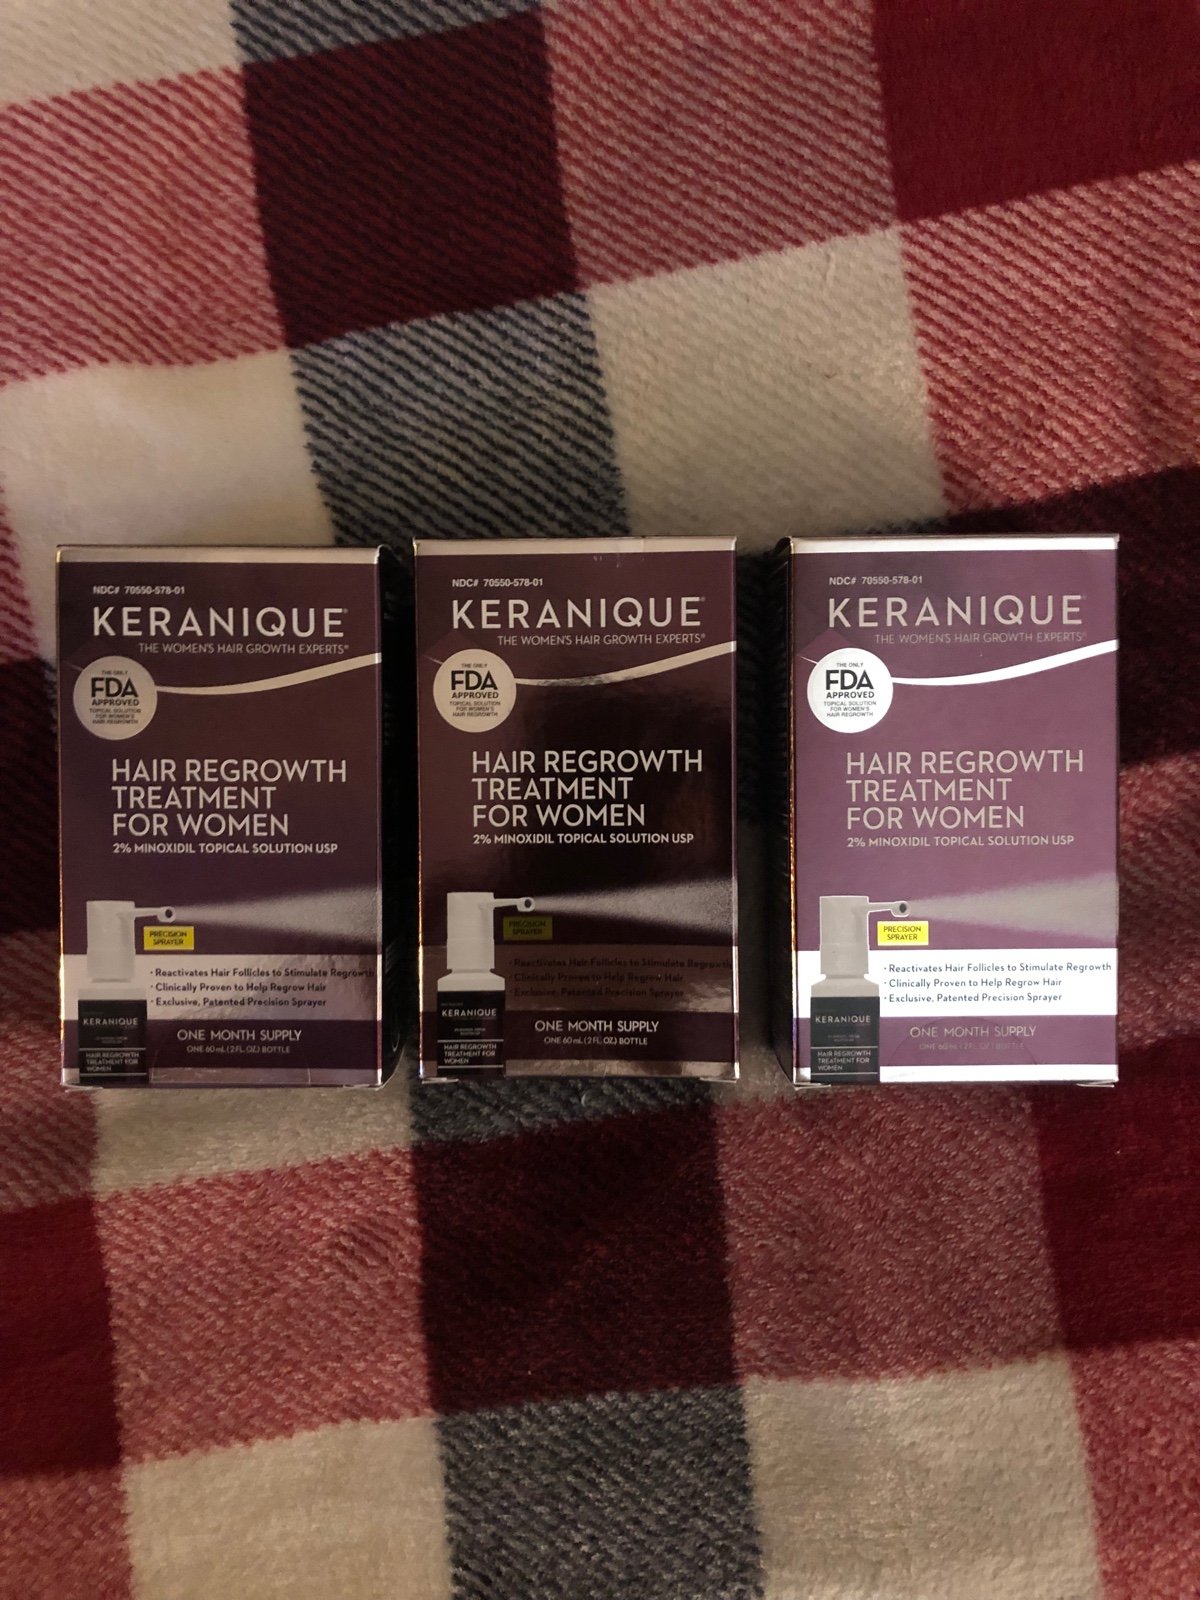 NDC# 70550-578-01
KERANIQUE®
THE WOMEN'S HAIR GROWTH EXPERTS®
THE ONLY
FDA
APPROVED
TOPICAL SOLUTION
FOR WOMEN'S
HAIR REGROWTH
HAIR REGROWTH
TREATMENT
FOR WOMEN
2% MINOXIDIL TOPICAL SOLUTION USP
PRECISION
SPRAYER
• Reactivates Hair Follicles to Stimulate Regrowth
• Clinically Proven to Help Regrow Hair
• Exclusive, Patented Precision Sprayer
KERANIQUE
HAIR REGROWTH
TREATMENT FOR
WOMEN
ONE MONTH SUPPLY
ONE 60 mL (2 FL. OZ.) BOTTLE
NDC# 70550-578-01
KERANIQUE®
THE WOMEN'S HAIR GROWTH EXPERTS®
THE ONLY
FDA
APPROVED
TOPICAL SOLUTION
FOR WOMEN'S
HAIR REGROWTH
HAIR REGROWTH
TREATMENT
FOR WOMEN
2% MINOXIDIL TOPICAL SOLUTION USP
PRECISION
SPRAYER
• Reactivates Hair Follicles to Stimulate Regrowth
• Clinically Proven to Help Regrow Hair
• Exclusive, Patented Precision Sprayer
KERANIQUE
HAIR REGROWTH
TREATMENT FOR
WOMEN
ONE MONTH SUPPLY
ONE 60 mL (2 FL. OZ.) BOTTLE
NDC# 70550-578-01
KERANIQUE®
THE WOMEN'S HAIR GROWTH EXPERTS®
THE ONLY
FDA
APPROVED
TOPICAL SOLUTION
FOR WOMEN'S
HAIR REGROWTH
HAIR REGROWTH
TREATMENT
FOR WOMEN
2% MINOXIDIL TOPICAL SOLUTION USP
PRECISION
SPRAYER
• Reactivates Hair Follicles to Stimulate Regrowth
• Clinically Proven to Help Regrow Hair
• Exclusive, Patented Precision Sprayer
KERANIQUE
HAIR REGROWTH
TREATMENT FOR
WOMEN
ONE MONTH SUPPLY
ONE 60 mL (2 FL. OZ.) BOTTLE